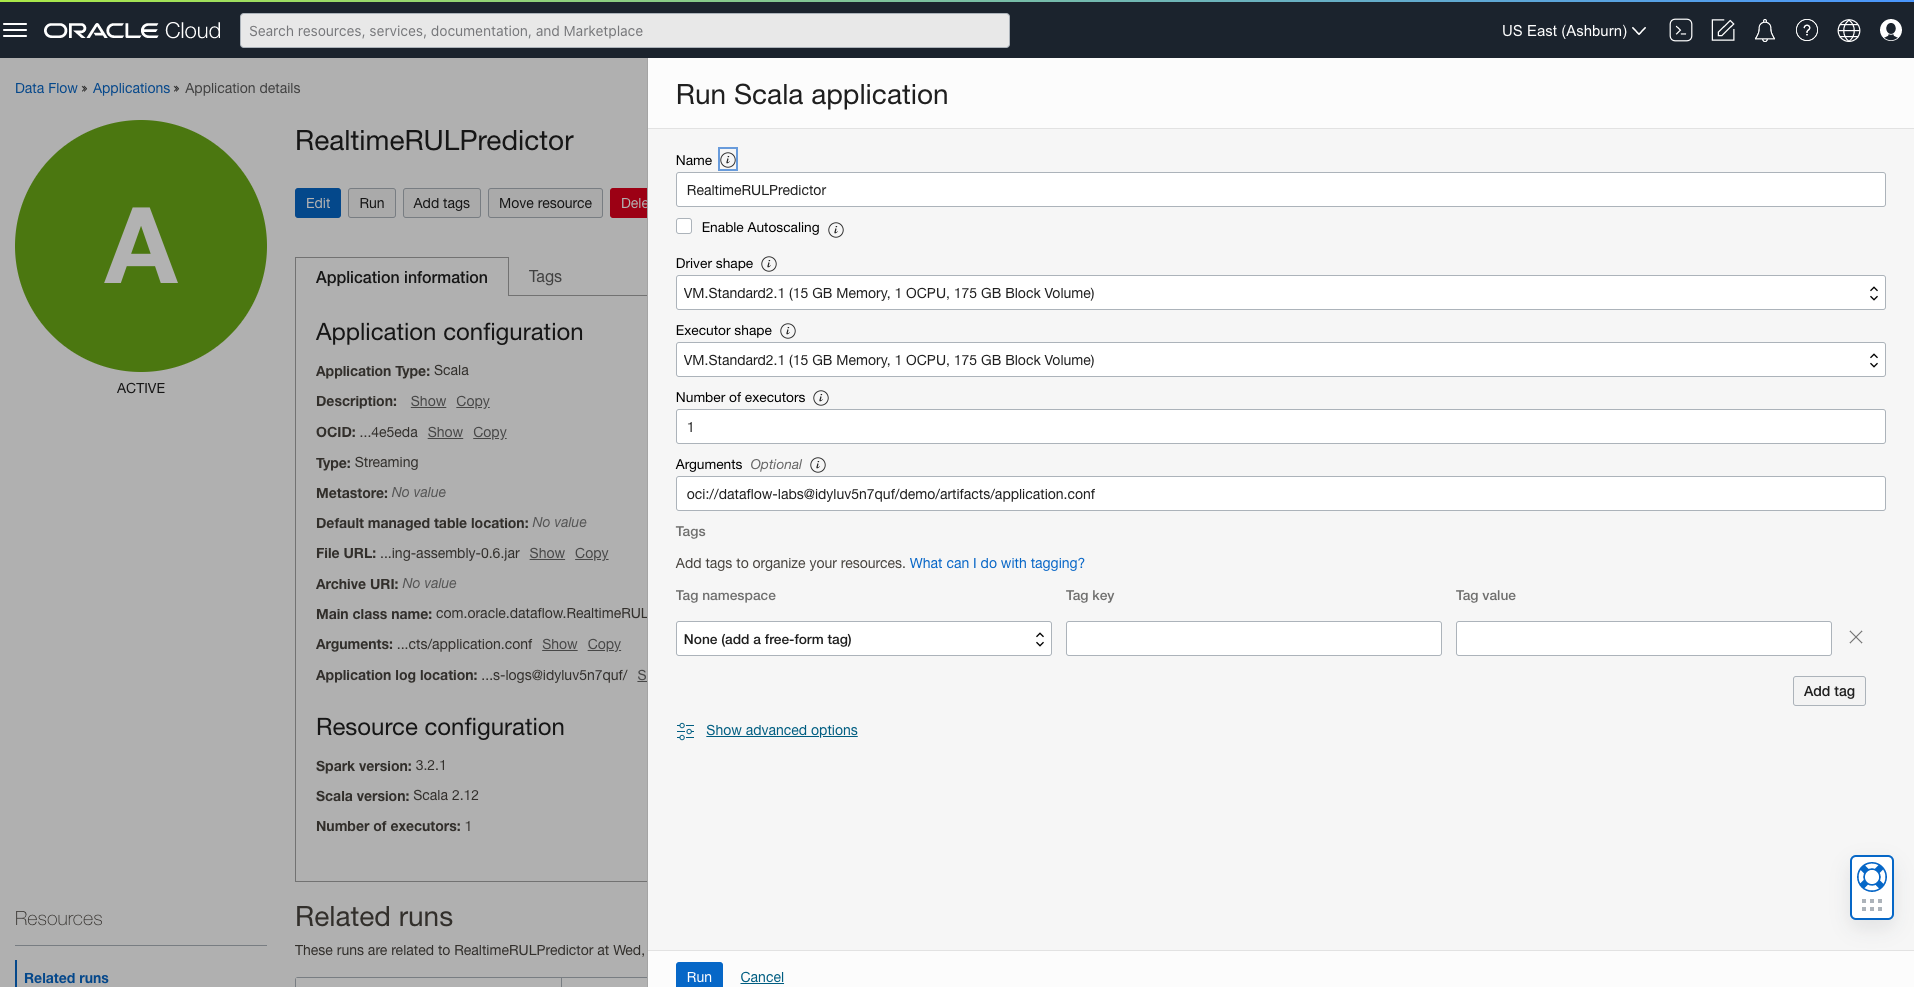 ORACLE Cloud
Search resources, services, documentation, and Marketplace
US East (Ashburn)
Data Flow » Applications » Application details
A
ACTIVE
RealtimeRULPredictor
Edit
Run
Add tags
Move resource
Dele
Application information
Tags
Application configuration
Application Type: Scala
Description: Show Copy
OCID: ...4e5eda Show Copy
Type: Streaming
Metastore: No value
Default managed table location: No value
File URL: ...ing-assembly-0.6.jar Show Copy
Archive URI: No value
Main class name: com.oracle.dataflow.RealtimeRUL
Arguments: ...cts/application.conf Show Copy
Application log location: ...s-logs@idyluv5n7quf/ S
Resource configuration
Spark version: 3.2.1
Scala version: Scala 2.12
Number of executors: 1
Resources
Related runs
Related runs
These runs are related to RealtimeRULPredictor at Wed,
Run Scala application
Name
RealtimeRULPredictor
Enable Autoscaling
Driver shape
VM.Standard2.1 (15 GB Memory, 1 OCPU, 175 GB Block Volume)
Executor shape
VM.Standard2.1 (15 GB Memory, 1 OCPU, 175 GB Block Volume)
Number of executors
1
Arguments Optional
oci://dataflow-labs@idyluv5n7quf/demo/artifacts/application.conf
Tags
Add tags to organize your resources. What can I do with tagging?
Tag namespace
Tag key
Tag value
None (add a free-form tag)
Add tag
Show advanced options
Run
Cancel